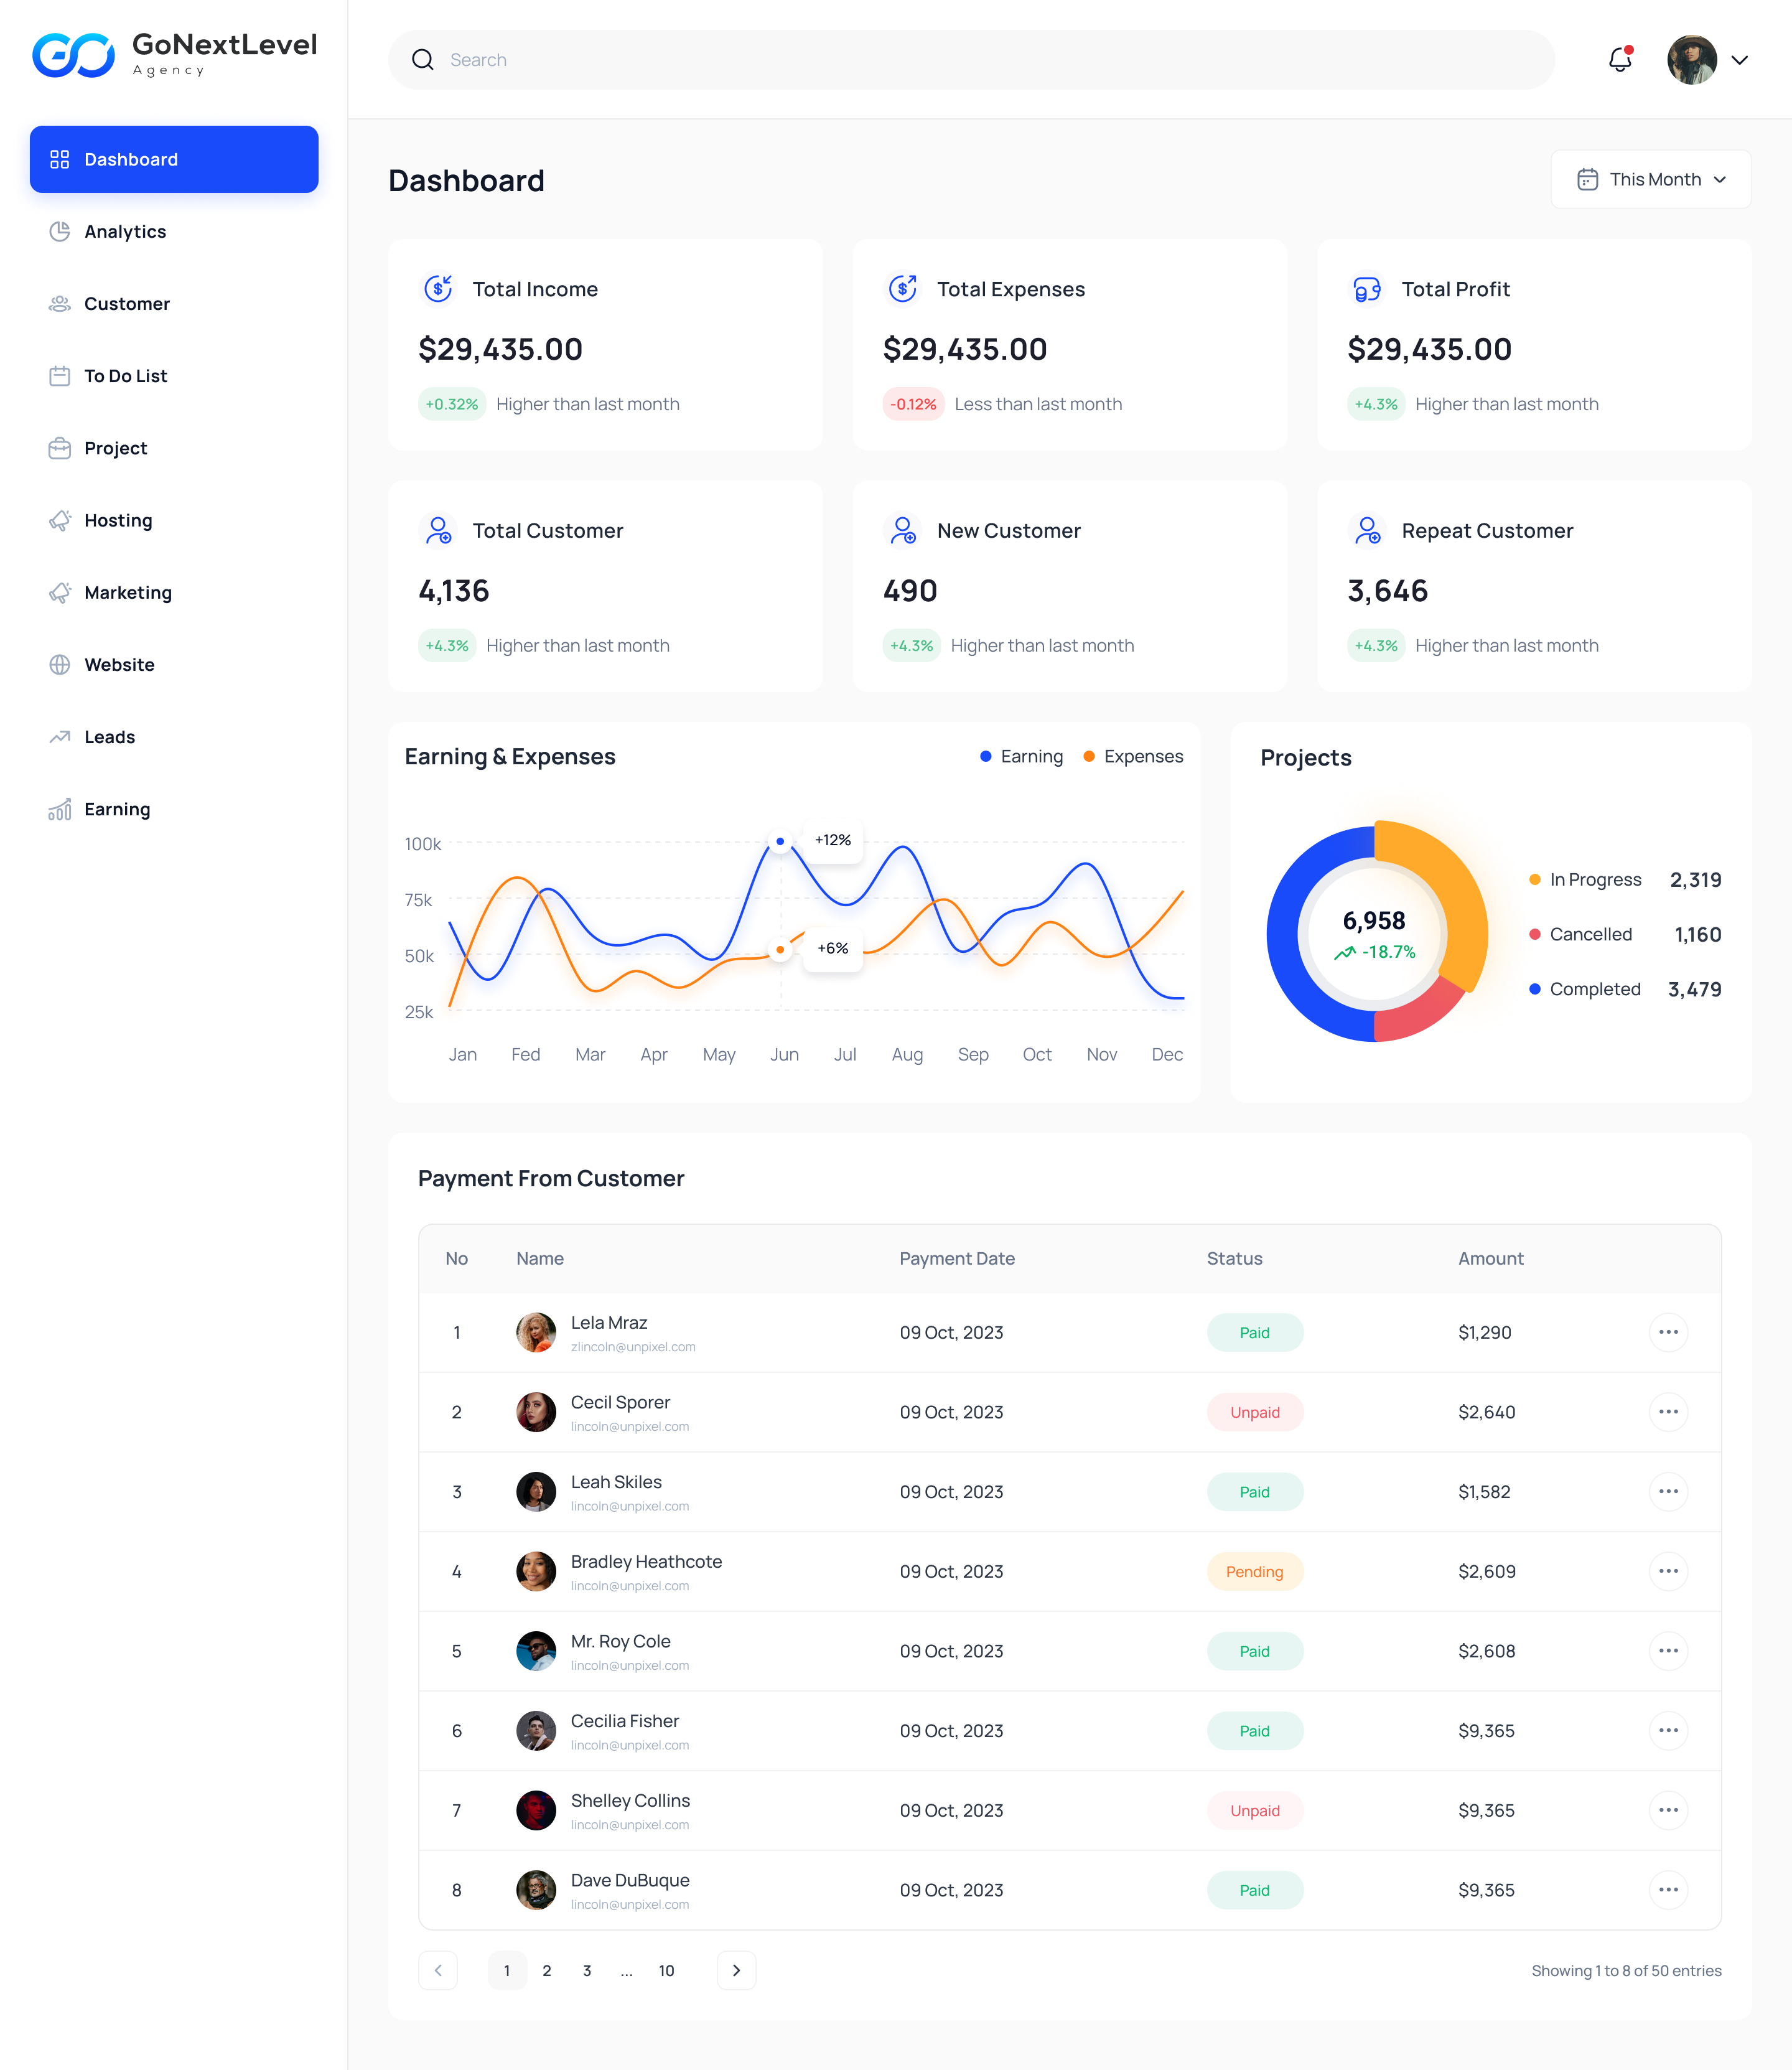 GoNextLevel
Agency
Search
Dashboard
Analytics
Customer
To Do List
Project
Hosting
Marketing
Website
Leads
Earning
Dashboard
This Month
Total Income
$29,435.00
+0.32% Higher than last month
Total Expenses
$29,435.00
-0.12% Less than last month
Total Profit
$29,435.00
+4.3% Higher than last month
Total Customer
4,136
+4.3% Higher than last month
New Customer
490
+4.3% Higher than last month
Repeat Customer
3,646
+4.3% Higher than last month
Earning & Expenses
Earning Expenses
100k
75k
50k
25k
+12%
+6%
Jan Fed Mar Apr May Jun Jul Aug Sep Oct Nov Dec
Projects
6,958
-18.7%
In Progress 2,319
Cancelled 1,160
Completed 3,479
Payment From Customer
No Name Payment Date Status Amount
1 Lela Mraz 09 Oct, 2023 Paid $1,290
zlincoln@unpixel.com
2 Cecil Sporer 09 Oct, 2023 Unpaid $2,640
lincoln@unpixel.com
3 Leah Skiles 09 Oct, 2023 Paid $1,582
lincoln@unpixel.com
4 Bradley Heathcote 09 Oct, 2023 Pending $2,609
lincoln@unpixel.com
5 Mr. Roy Cole 09 Oct, 2023 Paid $2,608
lincoln@unpixel.com
6 Cecilia Fisher 09 Oct, 2023 Paid $9,365
lincoln@unpixel.com
7 Shelley Collins 09 Oct, 2023 Unpaid $9,365
lincoln@unpixel.com
8 Dave DuBuque 09 Oct, 2023 Paid $9,365
lincoln@unpixel.com
1 2 3 ... 10
Showing 1 to 8 of 50 entries